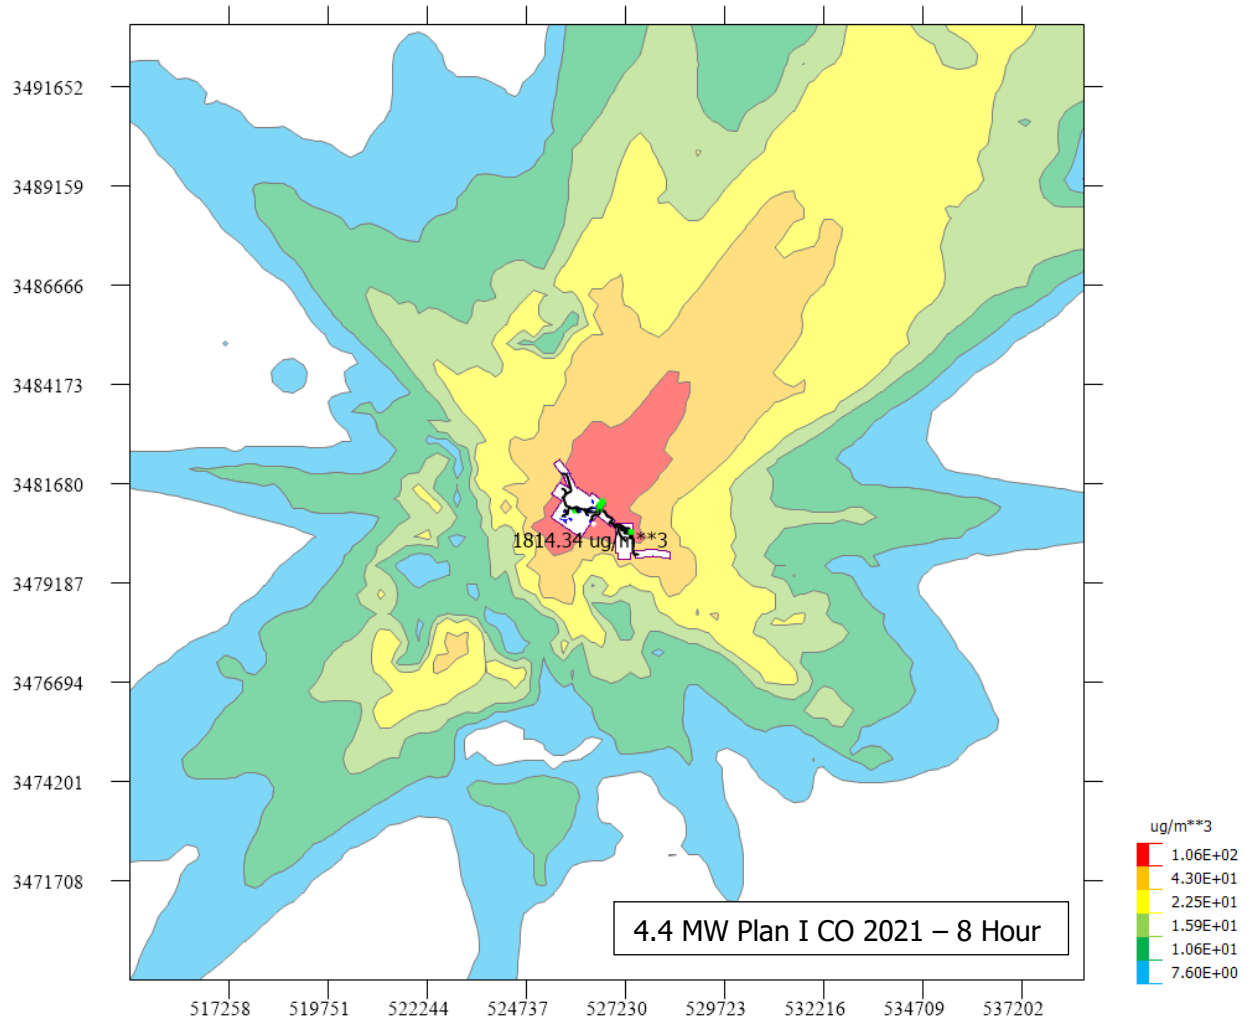 3491652
3489159
3486666
3484173
3481680
1814.34 ug/m**3
3479187
3476694
3474201
3471708
ug/m**3
1.06E+02
4.30E+01
2.25E+01
1.59E+01
1.06E+01
7.60E+00
4.4 MW Plan I CO 2021 – 8 Hour
517258 519751 522244 524737 527230 529723 532216 534709 537202